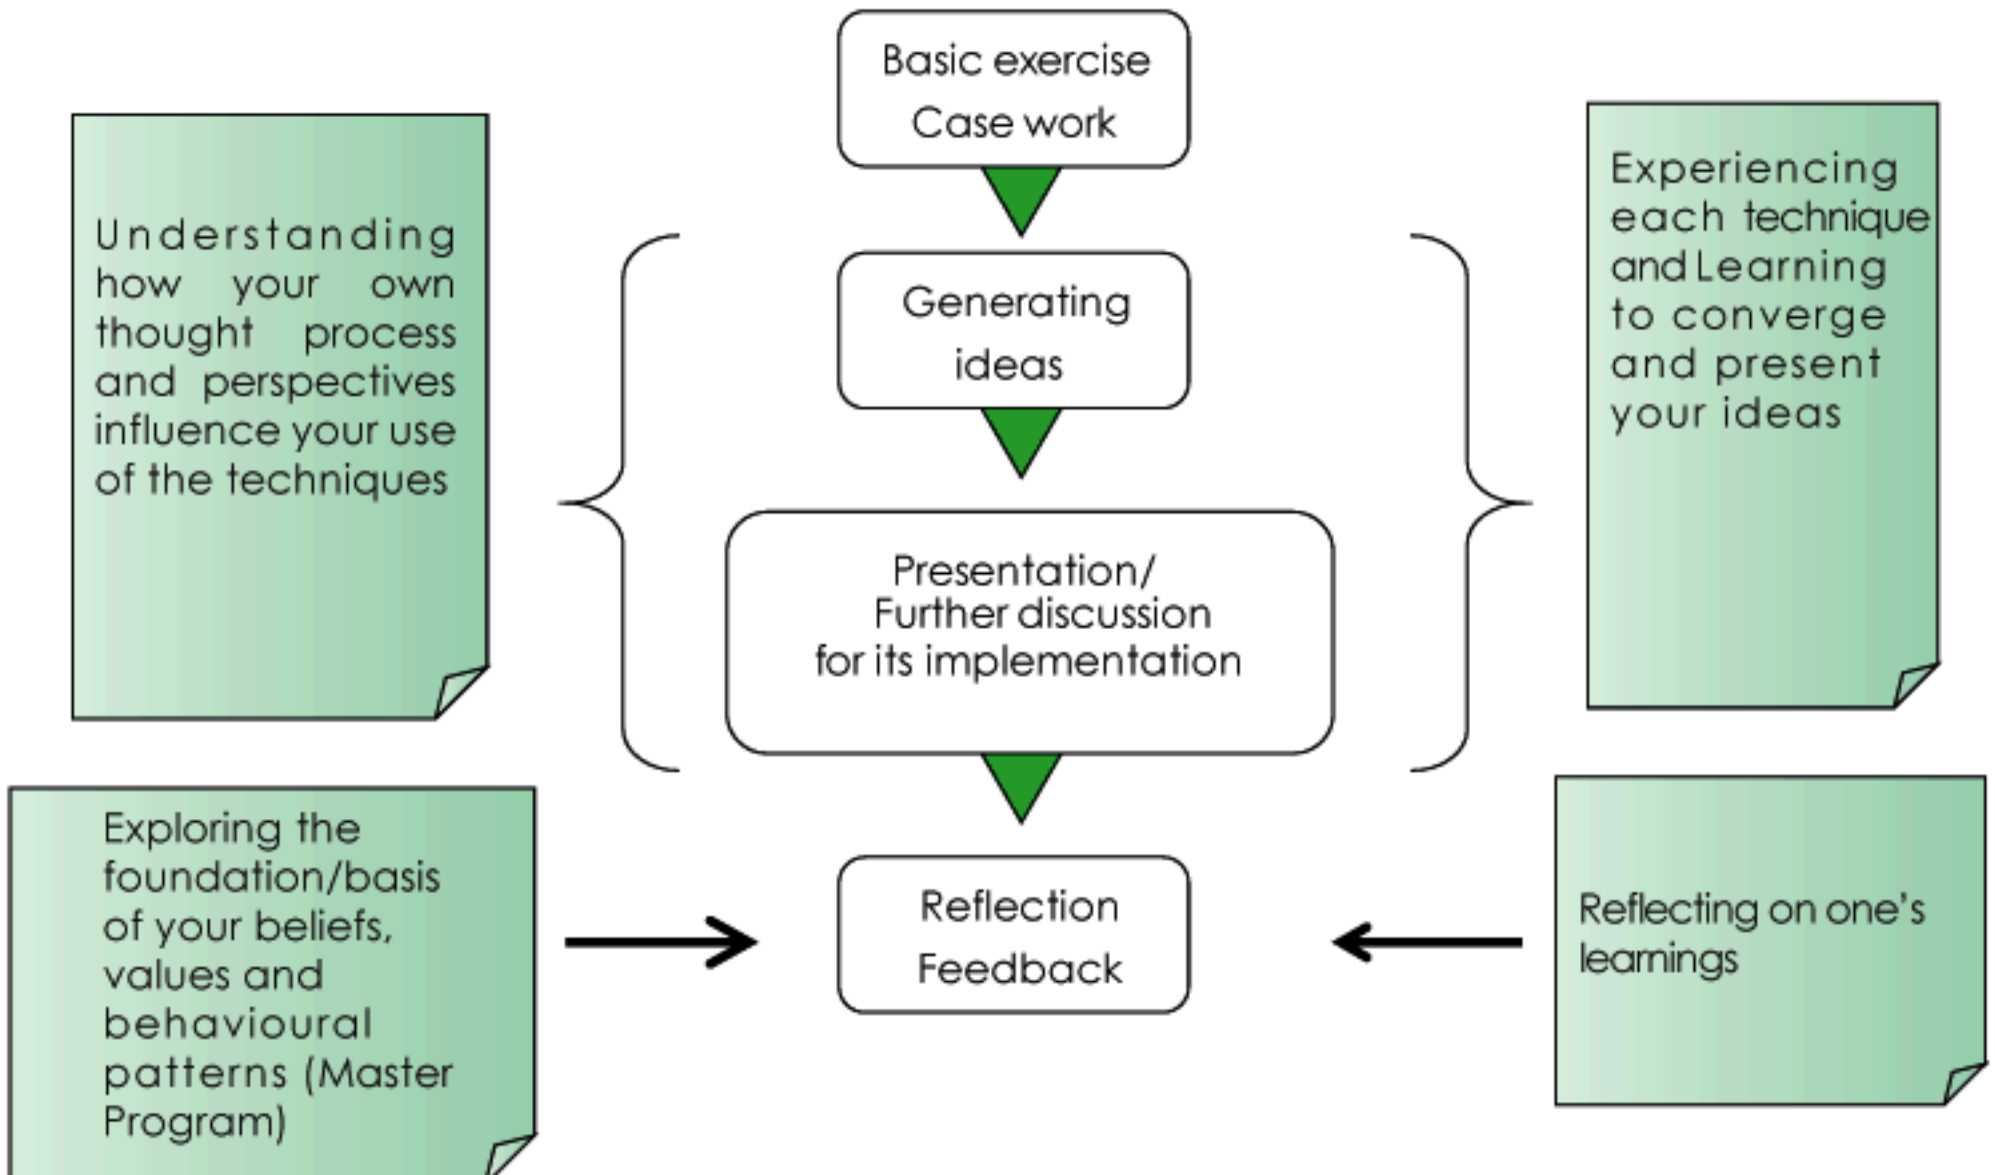 Basic exercise
Case work
Understanding
how your own
thought process
and perspectives
influence your use
of the techniques
Generating
ideas
Experiencing
each technique
and Learning
to converge
and present
your ideas
Presentation/
Further discussion
for its implementation
Exploring the
foundation/basis
of your beliefs,
values and
behavioural
patterns (Master
Program)
Reflection
Feedback
Reflecting on one's
learnings